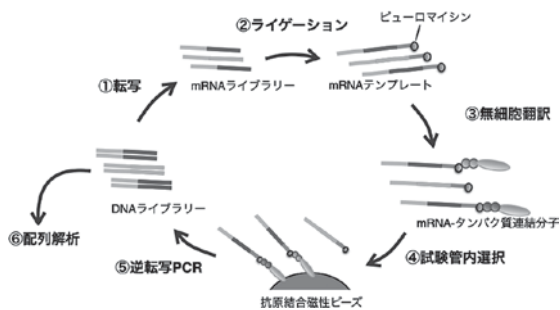 ピューロマイシン
②ライゲーション
①転写
mRNAライブラリー
mRNAテンプレート
③無細胞翻訳
DNAライブラリー
mRNA-タンパク質連結分子
⑥配列解析
④試験管内選択
⑤逆転写PCR
抗原結合磁性ビーズ